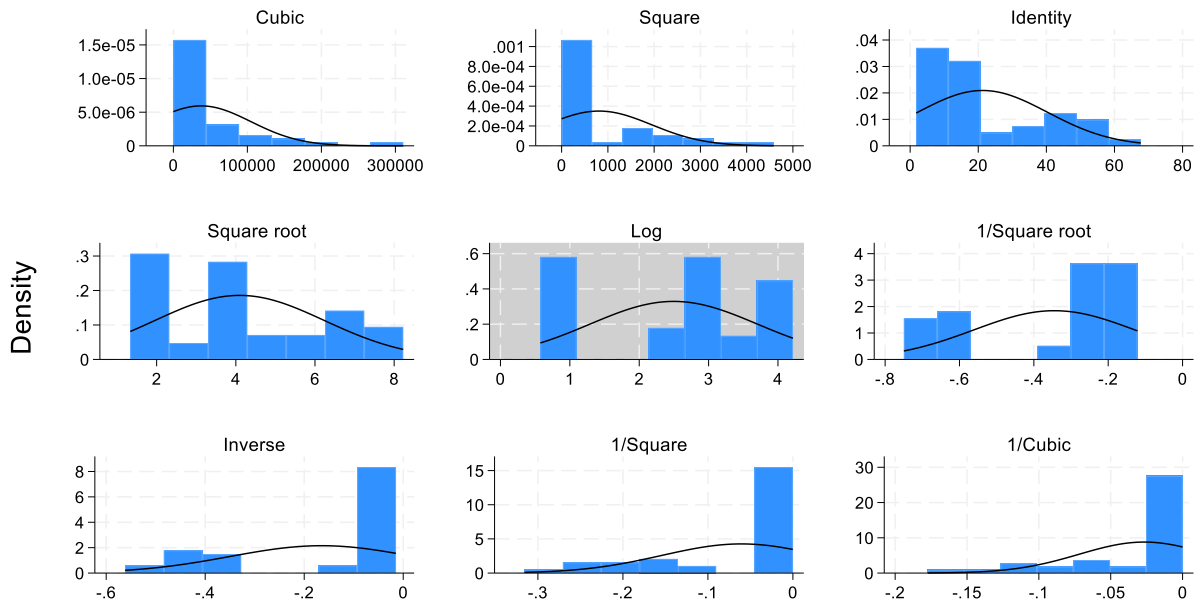 Cubic
Square
Identity
1.5e-05
1.0e-05
5.0e-06
0
0 100000 200000 300000
.001
8.0e-04
6.0e-04
4.0e-04
2.0e-04
0
0 1000 2000 3000 4000 5000
.04
.03
.02
.01
0
0 20 40 60 80
Density
Square root
Log
1/Square root
.3
.2
.1
0
2 4 6 8
.6
.4
.2
0
0 1 2 3 4
4
3
2
1
0
-.8 -.6 -.4 -.2 0
Inverse
1/Square
1/Cubic
8
6
4
2
0
-.6 -.4 -.2 0
15
10
5
0
-.3 -.2 -.1 0
30
20
10
0
-.2 -.15 -.1 -.05 0